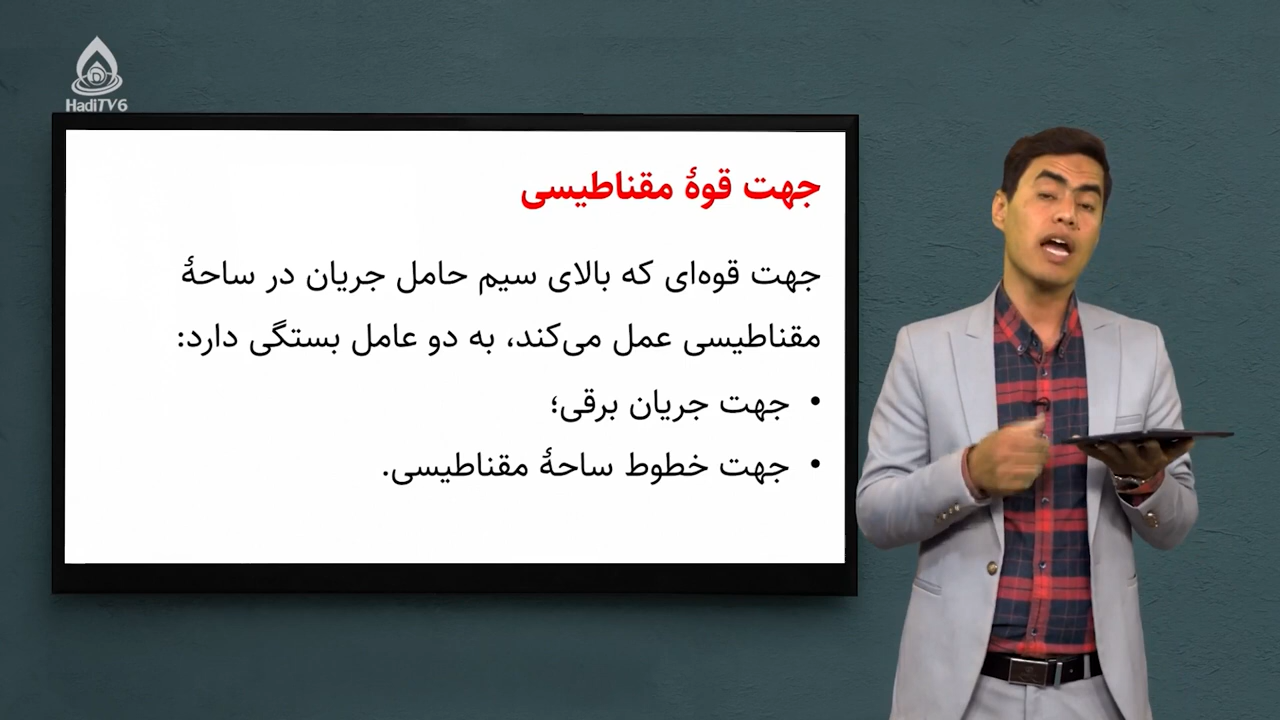 HadiTV6
جهت قوهٔ مقناطیسی
جهت قوه‌ای که بالای سیم حامل جریان در ساحهٔ
مقناطیسی عمل می‌کند، به دو عامل بستگی دارد:
• جهت جریان برقی؛
• جهت خطوط ساحهٔ مقناطیسی.